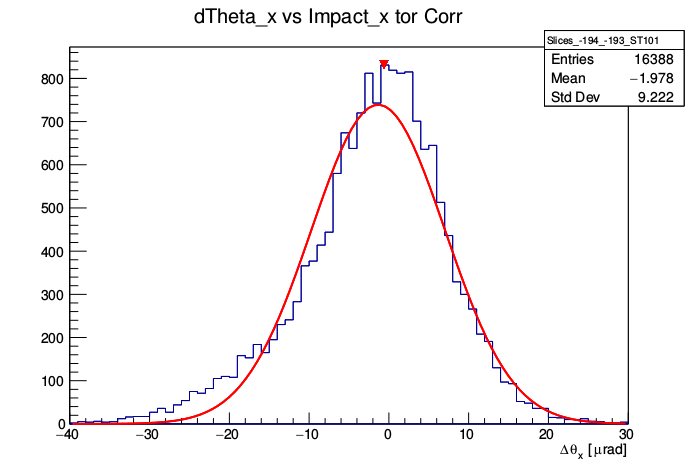 dTheta_x vs Impact_x tor Corr
Slices_-194_-193_ST101
Entries 16388
Mean −1.978
Std Dev 9.222
800
700
600
500
400
300
200
100
0
−40 −30 −20 −10 0 10 20 30
Δθx [μrad]